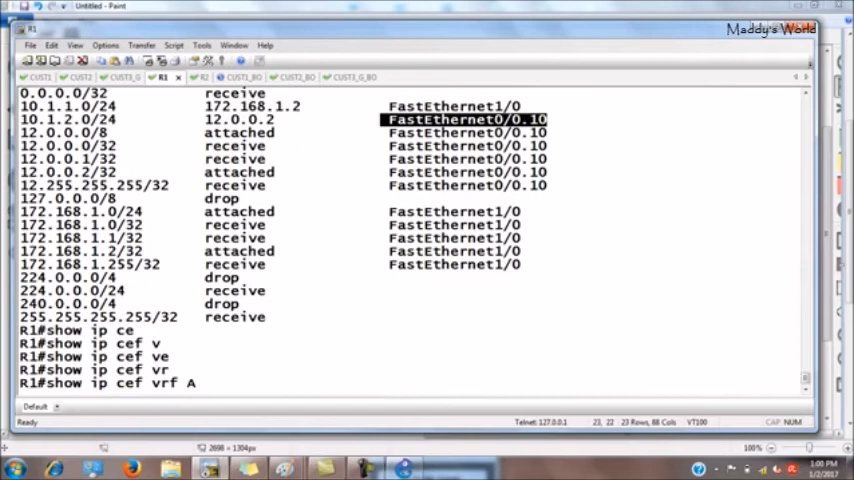 Untitled - Paint
R1
Maddy's World
File Edit View Options Transfer Script Tools Window Help
CUST1 CUST2 CUST3_G R1 × R2 CUST1_BO CUST2_BO CUST3_G_BO
0.0.0.0/32 receive
10.1.1.0/24 172.168.1.2 FastEthernet1/0
10.1.2.0/24 12.0.0.2 FastEthernet0/0.10
12.0.0.0/8 attached FastEthernet0/0.10
12.0.0.0/32 receive FastEthernet0/0.10
12.0.0.1/32 receive FastEthernet0/0.10
12.0.0.2/32 attached FastEthernet0/0.10
12.255.255.255/32 receive FastEthernet0/0.10
127.0.0.0/8 drop
172.168.1.0/24 attached FastEthernet1/0
172.168.1.0/32 receive FastEthernet1/0
172.168.1.1/32 receive FastEthernet1/0
172.168.1.2/32 attached FastEthernet1/0
172.168.1.255/32 receive FastEthernet1/0
224.0.0.0/4 drop
224.0.0.0/24 receive
240.0.0.0/4 drop
255.255.255.255/32 receive
R1#show ip ce
R1#show ip cef v
R1#show ip cef ve
R1#show ip cef vr
R1#show ip cef vrf A
Default
Ready Telnet: 127.0.0.1 23, 22 23 Rows, 88 Cols VT100 CAP NUM
2698 × 1304px 100%
1:00 PM
1/2/2017